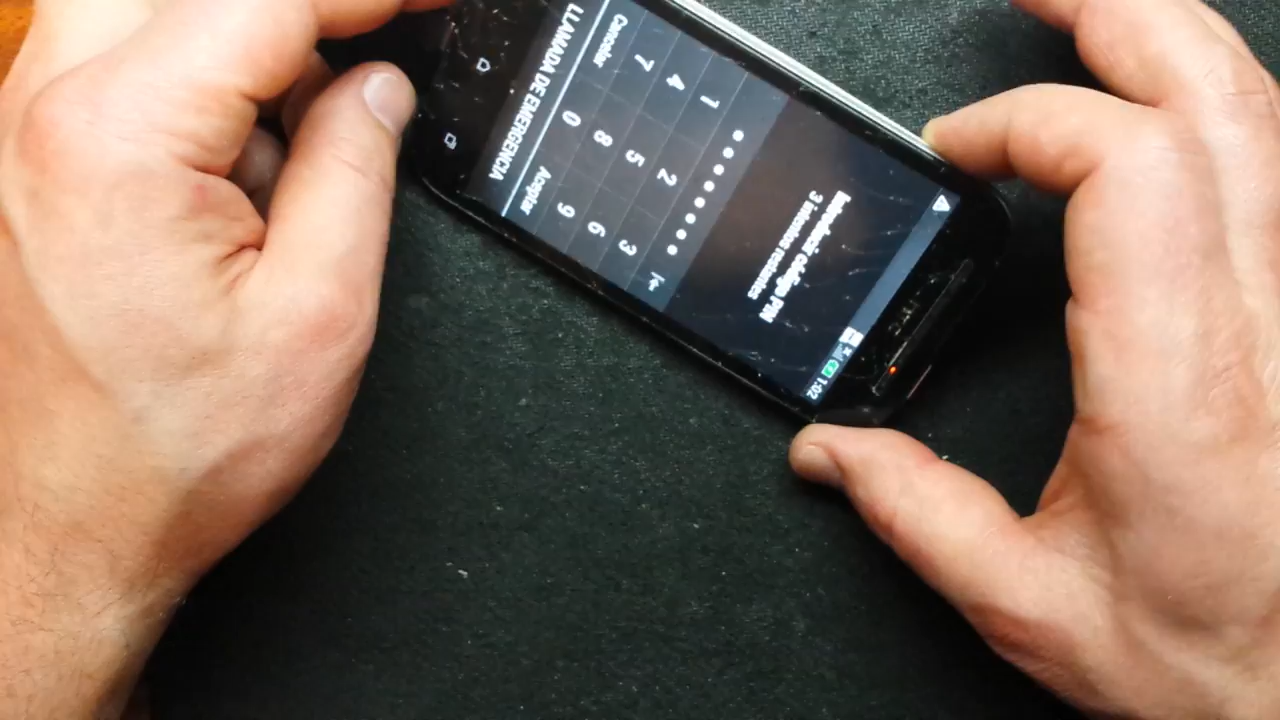 1:02
Introducir código PIN
3 intentos restantes
1 2 3
4 5 6
7 8 9
Cancelar 0 Aceptar
LLAMADA DE EMERGENCIA
hTC